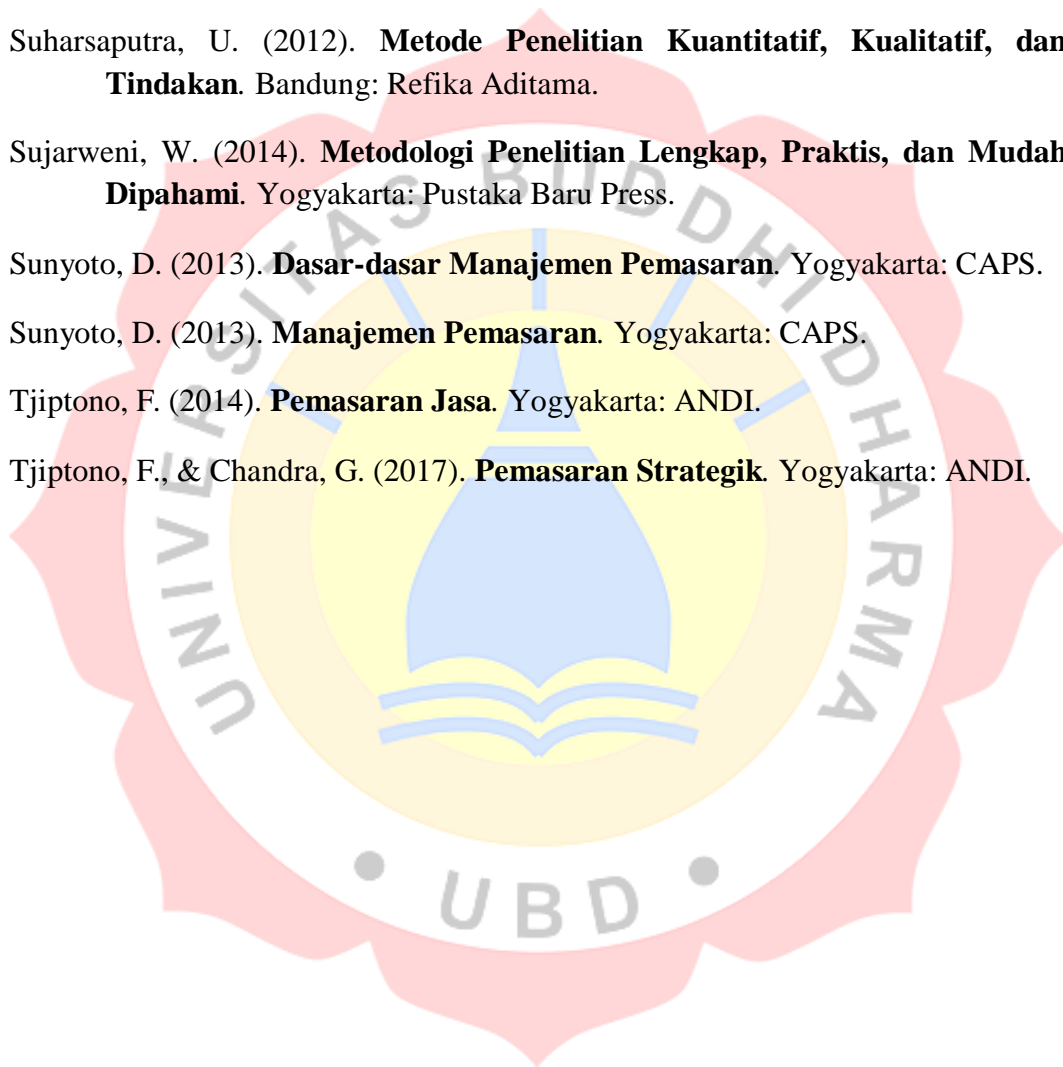 Suharsaputra, U. (2012). Metode Penelitian Kuantitatif, Kualitatif, dan
Tindakan. Bandung: Refika Aditama.
Sujarweni, W. (2014). Metodologi Penelitian Lengkap, Praktis, dan Mudah
Dipahami. Yogyakarta: Pustaka Baru Press.
Sunyoto, D. (2013). Dasar-dasar Manajemen Pemasaran. Yogyakarta: CAPS.
Sunyoto, D. (2013). Manajemen Pemasaran. Yogyakarta: CAPS.
Tjiptono, F. (2014). Pemasaran Jasa. Yogyakarta: ANDI.
Tjiptono, F., & Chandra, G. (2017). Pemasaran Strategik. Yogyakarta: ANDI.
UNIVERSITAS BUDDHI DHARMA
• UBD •